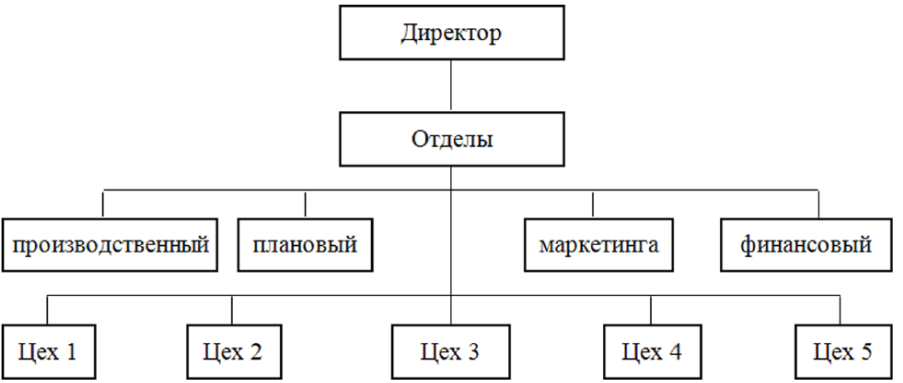 Директор
Отделы
производственный
плановый
маркетинга
финансовый
Цех 1
Цех 2
Цех 3
Цех 4
Цех 5